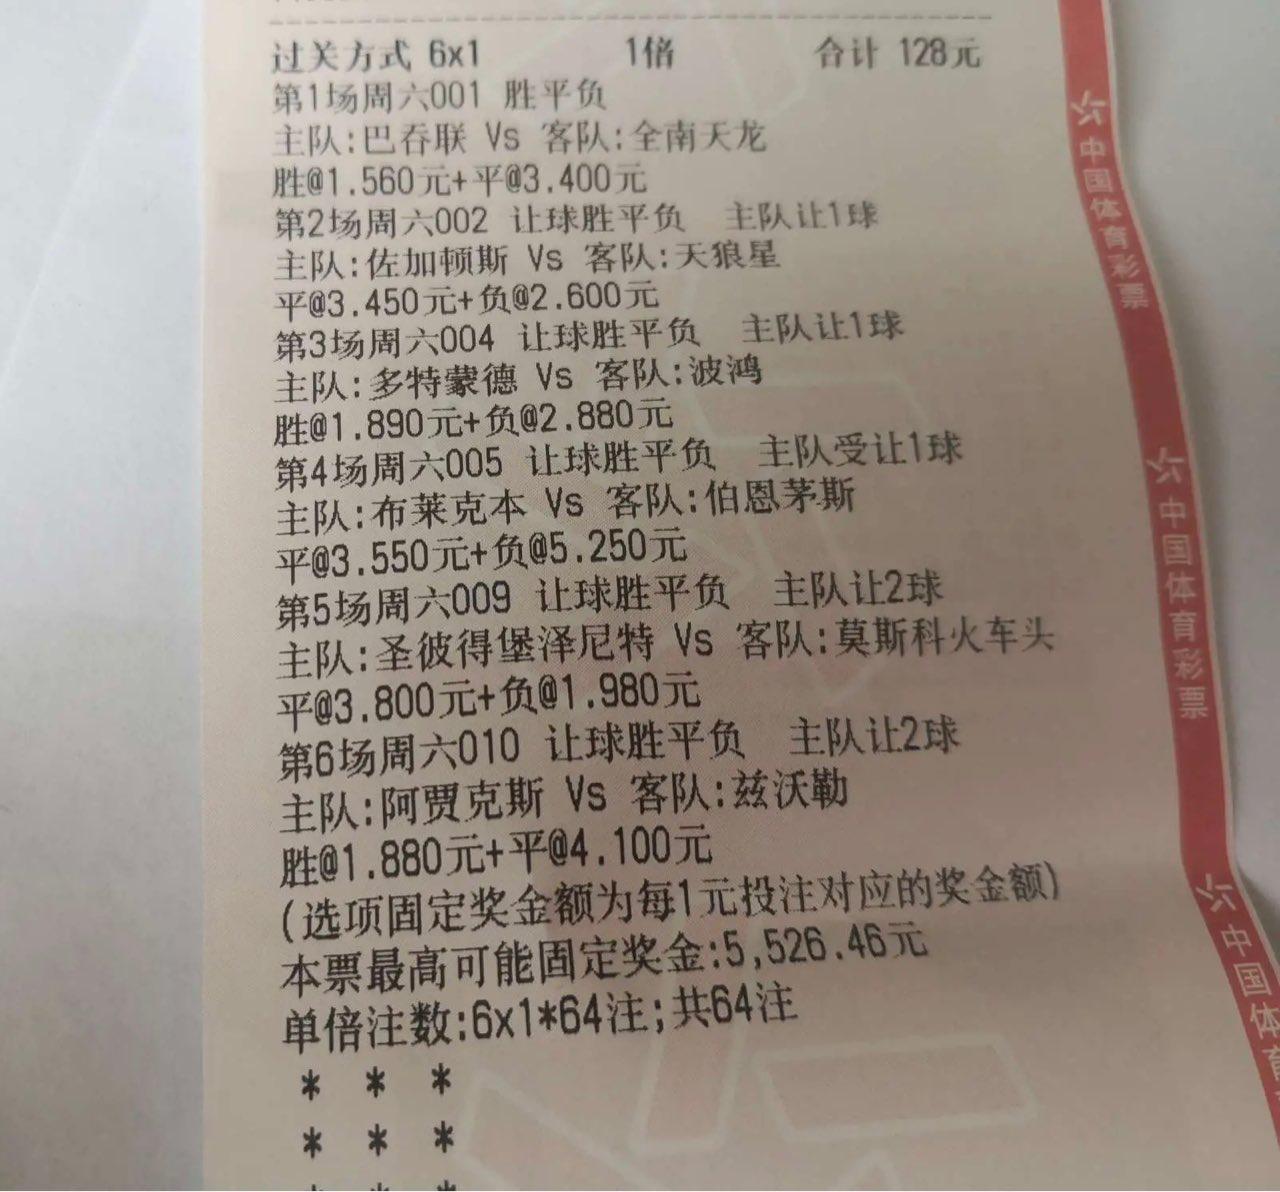 过关方式 6x1 1倍 合计 128元
第1场周六001 胜平负
主队:巴吞联 Vs 客队:全南天龙
胜@1.560元+平@3.400元
第2场周六002 让球胜平负 主队让1球
主队:佐加顿斯 Vs 客队:天狼星
平@3.450元+负@2.600元
第3场周六004 让球胜平负 主队让1球
主队:多特蒙德 Vs 客队:波鸿
胜@1.890元+负@2.880元
第4场周六005 让球胜平负 主队受让1球
主队:布莱克本 Vs 客队:伯恩茅斯
平@3.550元+负@5.250元
第5场周六009 让球胜平负 主队让2球
主队:圣彼得堡泽尼特 Vs 客队:莫斯科火车头
平@3.800元+负@1.980元
第6场周六010 让球胜平负 主队让2球
主队:阿贾克斯 Vs 客队:兹沃勒
胜@1.880元+平@4.100元
(选项固定奖金额为每1元投注对应的奖金额)
本票最高可能固定奖金:5,526.46元
单倍注数:6x1*64注;共64注
* * *
* * *
中国体育彩票
中国体育彩票
中国体育